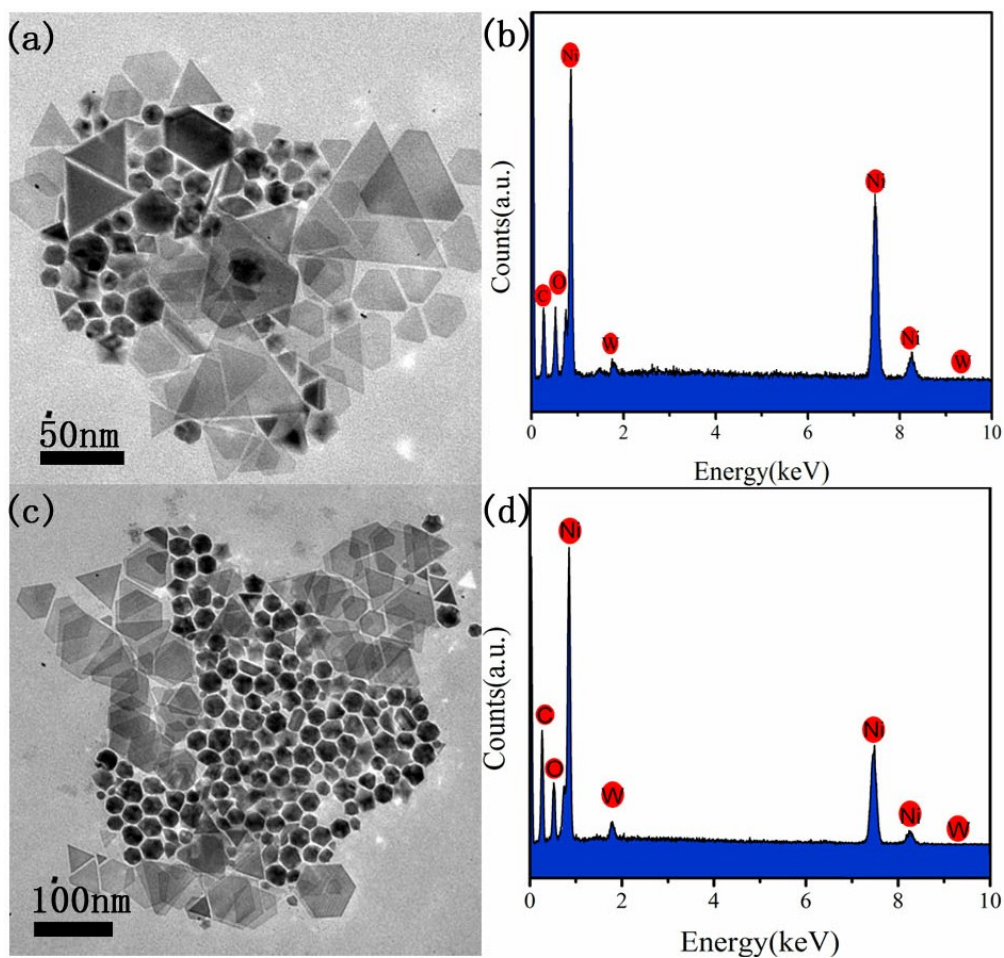 (a)
50nm
(b)
Counts(a.u.)
Ni
C
O
W
Ni
Ni
W
0 2 4 6 8 10
Energy(keV)
(c)
100nm
(d)
Counts(a.u.)
Ni
C
O
W
Ni
Ni
W
0 2 4 6 8 10
Energy(keV)